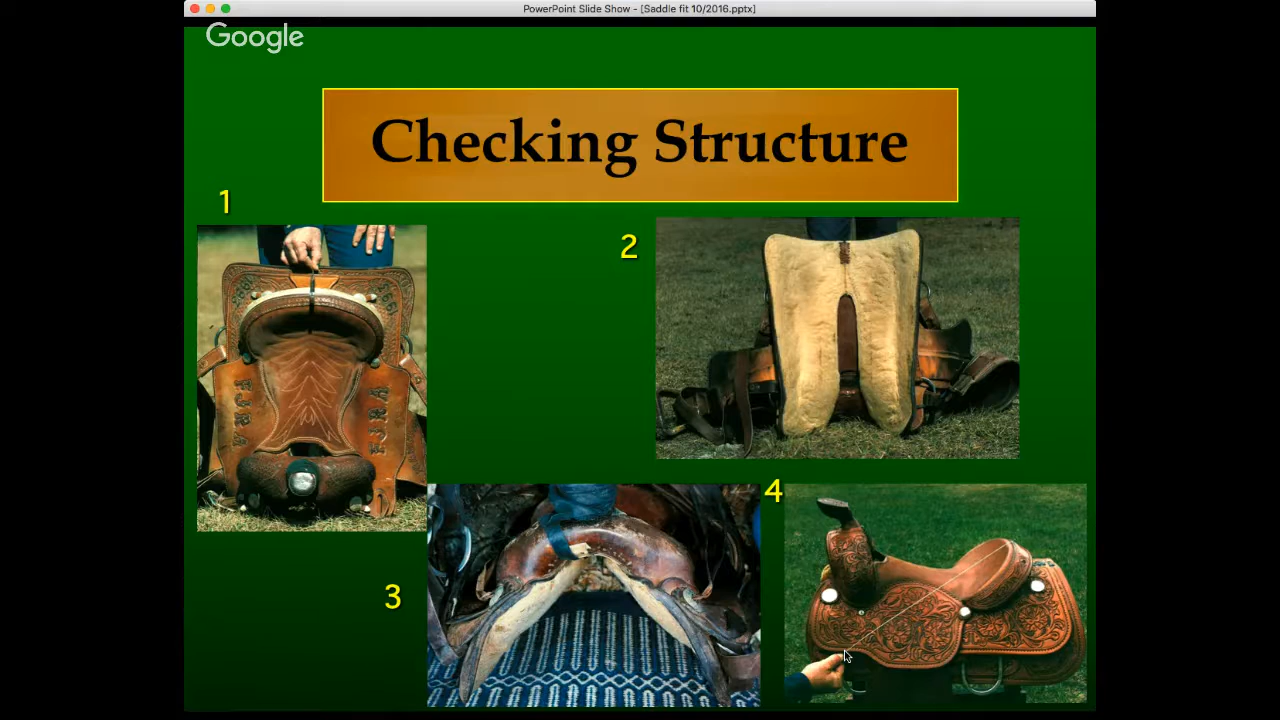 PowerPoint Slide Show - [Saddle fit 10/2016.pptx]
Google
Checking Structure
1
2
FJRA
FJRA
4
3